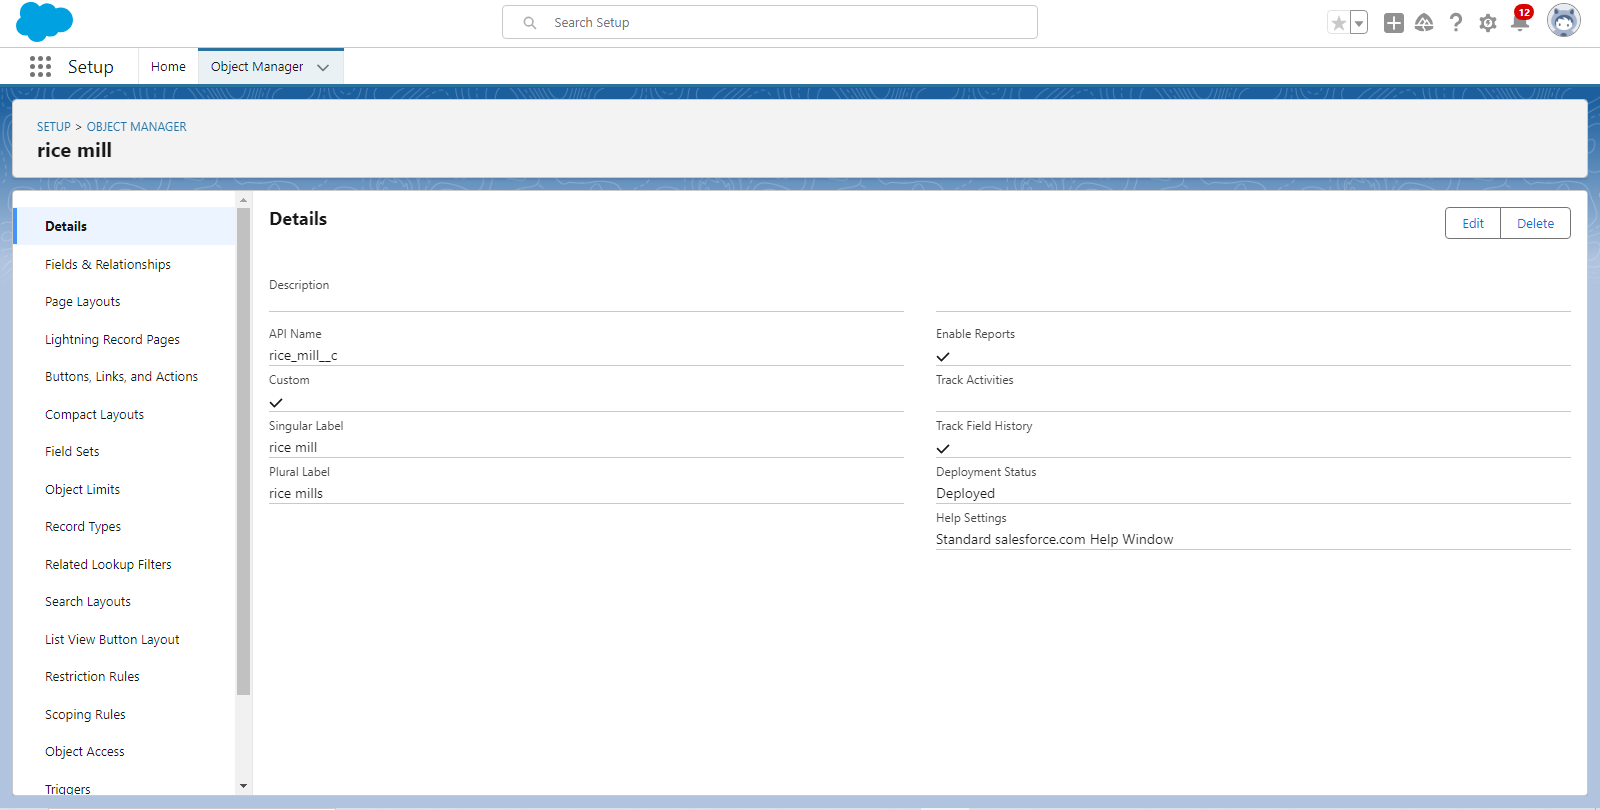 Search Setup
12
Setup
Home
Object Manager
SETUP > OBJECT MANAGER
rice mill
Details
Fields & Relationships
Page Layouts
Lightning Record Pages
Buttons, Links, and Actions
Compact Layouts
Field Sets
Object Limits
Record Types
Related Lookup Filters
Search Layouts
List View Button Layout
Restriction Rules
Scoping Rules
Object Access
Triggers
Details
Edit
Delete
Description
API Name
rice_mill__c
Custom
Singular Label
rice mill
Plural Label
rice mills
Enable Reports
Track Activities
Track Field History
Deployment Status
Deployed
Help Settings
Standard salesforce.com Help Window